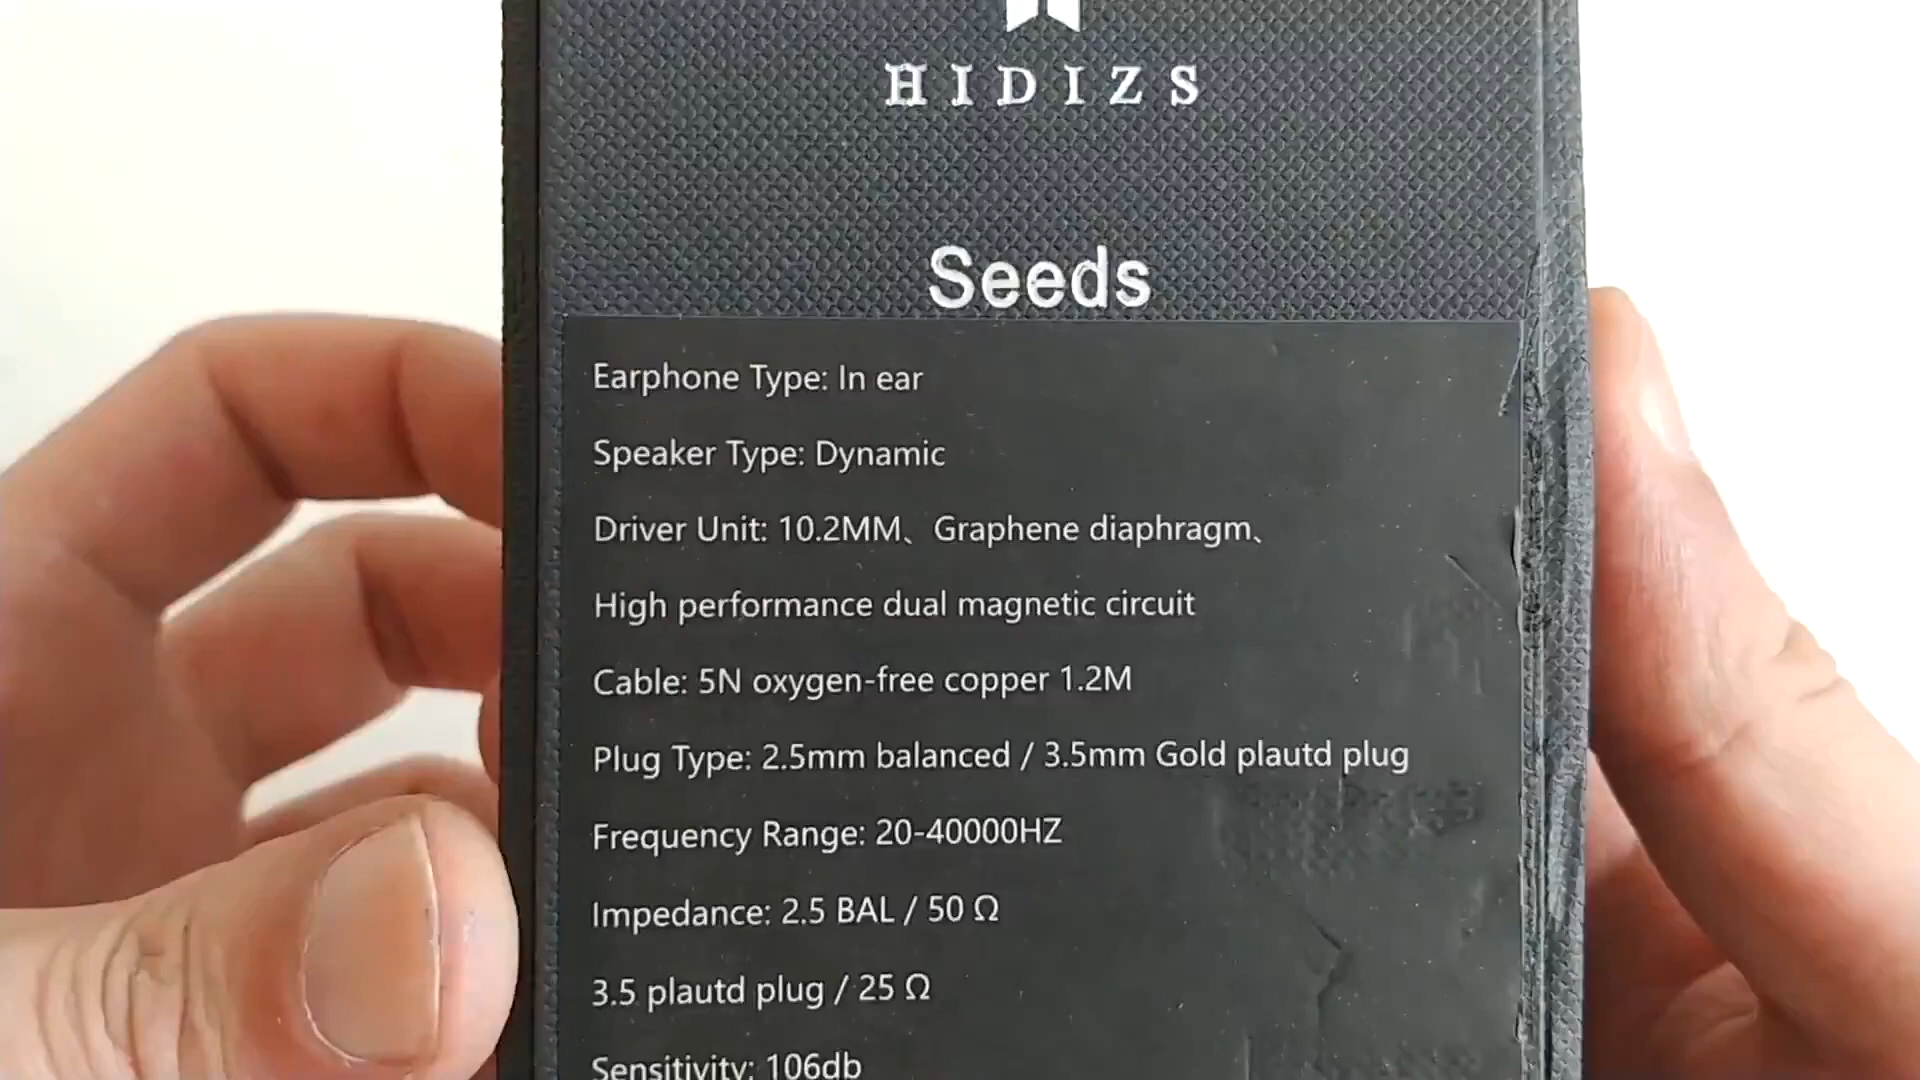 HIDIZS
Seeds
Earphone Type: In ear
Speaker Type: Dynamic
Driver Unit: 10.2MM、Graphene diaphragm、
High performance dual magnetic circuit
Cable: 5N oxygen-free copper 1.2M
Plug Type: 2.5mm balanced / 3.5mm Gold plautd plug
Frequency Range: 20-40000HZ
Impedance: 2.5 BAL / 50 Ω
3.5 plautd plug / 25 Ω
Sensitivity: 106db